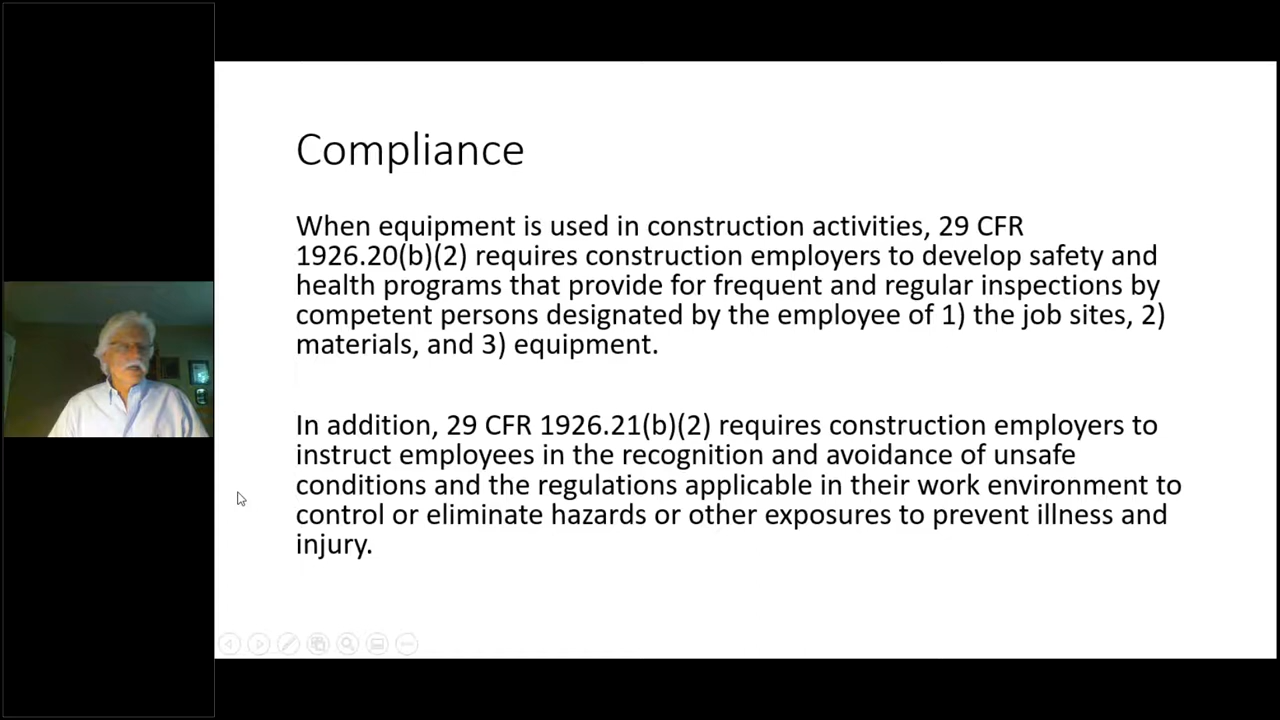 Compliance
When equipment is used in construction activities, 29 CFR
1926.20(b)(2) requires construction employers to develop safety and
health programs that provide for frequent and regular inspections by
competent persons designated by the employee of 1) the job sites, 2)
materials, and 3) equipment.
In addition, 29 CFR 1926.21(b)(2) requires construction employers to
instruct employees in the recognition and avoidance of unsafe
conditions and the regulations applicable in their work environment to
control or eliminate hazards or other exposures to prevent illness and
injury.